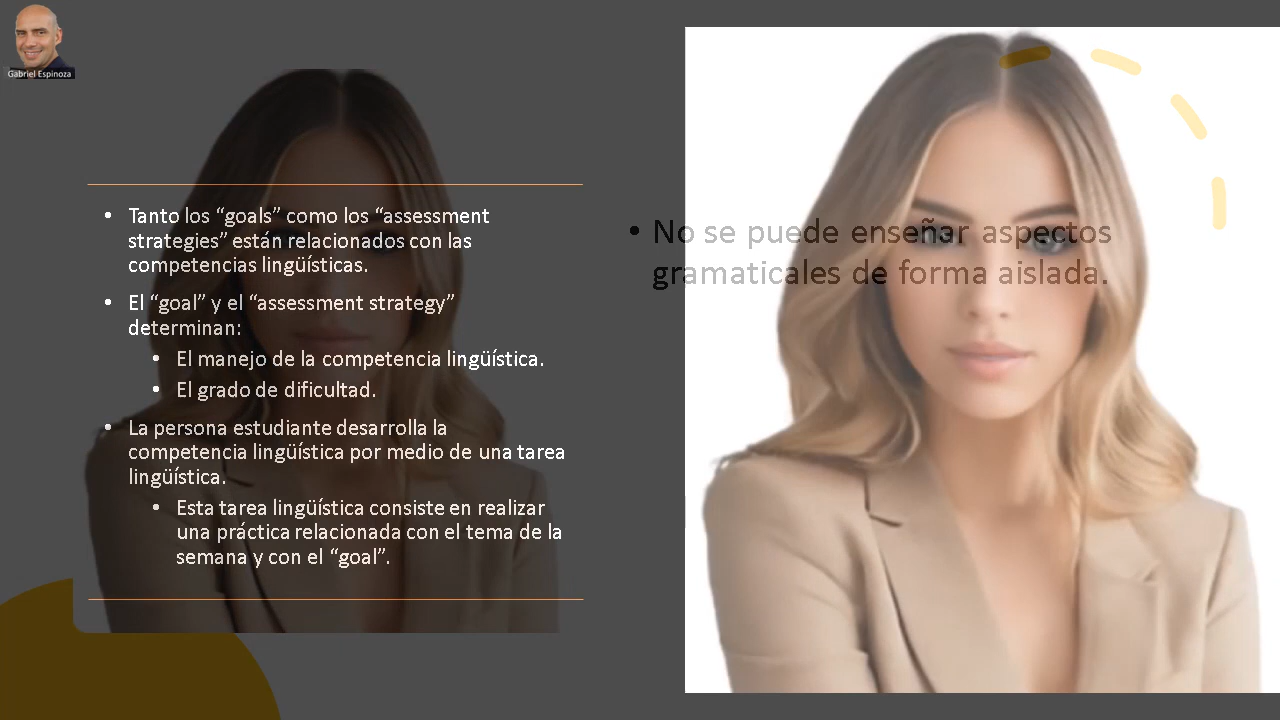 Gabriel Espinoza
• Tanto los “goals” como los “assessment
strategies” están relacionados con las
competencias lingüísticas.
• El “goal” y el “assessment strategy”
determinan:
• El manejo de la competencia lingüística.
• El grado de dificultad.
• La persona estudiante desarrolla la
competencia lingüística por medio de una tarea
lingüística.
• Esta tarea lingüística consiste en realizar
una práctica relacionada con el tema de la
semana y con el “goal”.
• No se puede enseñar aspectos
gramaticales de forma aislada.